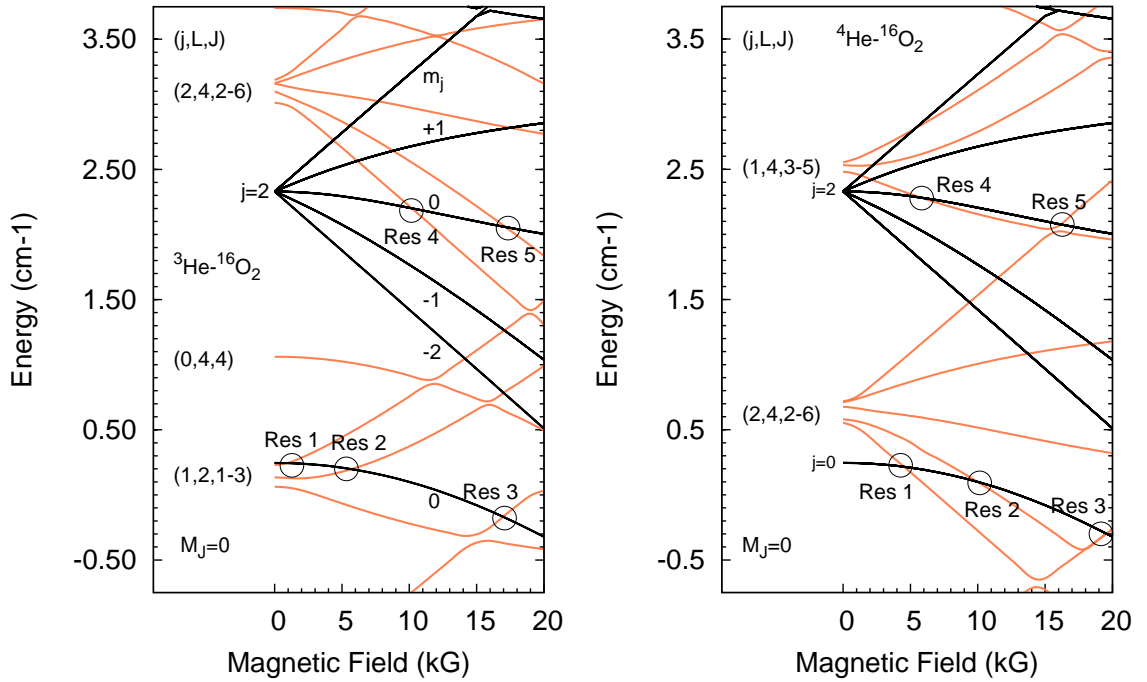 3.50
2.50
1.50
0.50
-0.5
Energy (cm-1)
(j,L,J)
(2,4,2-6)
m_j
+1
j=2
0
Res 4
Res 5
³He-¹⁶O₂
-1
(0,4,4)
-2
Res 1
Res 2
(1,2,1-3)
Res 3
0
M_J=0
0
5
10
15
20
Magnetic Field (kG)
3.50
2.50
1.50
0.50
-0.5
Energy (cm-1)
(j,L,J)
⁴He-¹⁶O₂
(1,4,3-5)
j=2
Res 4
Res 5
(2,4,2-6)
j=0
Res 1
Res 2
Res 3
M_J=0
0
5
10
15
20
Magnetic Field (kG)